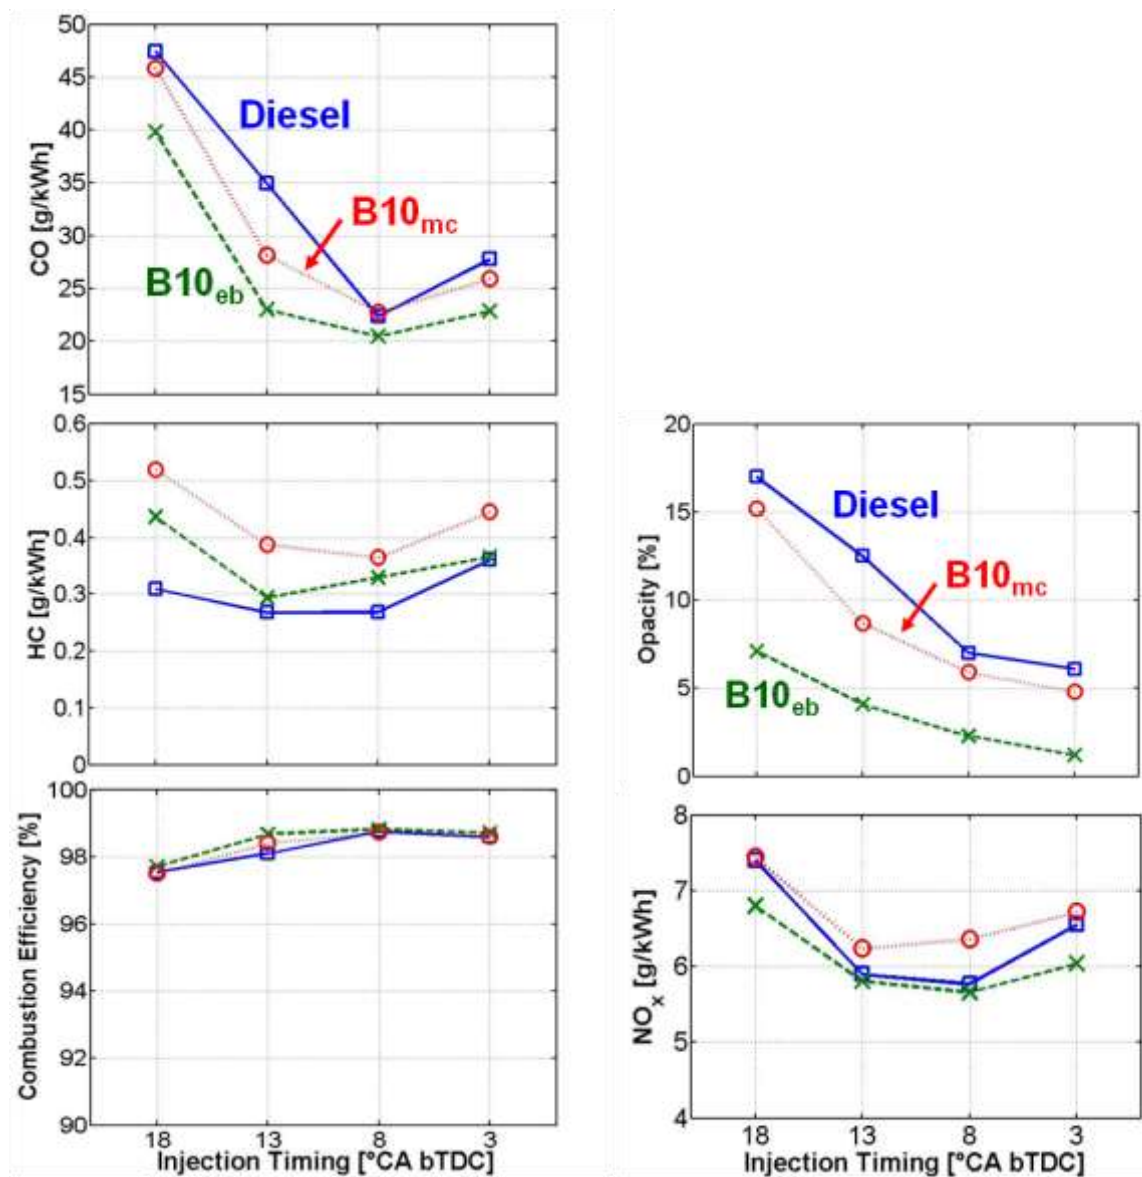 50
45
40
35
30
25
20
15
CO [g/kWh]
Diesel
B10mc
B10eb
0.6
0.5
0.4
0.3
0.2
0.1
0
HC [g/kWh]
100
98
96
94
92
90
Combustion Efficiency [%]
18 13 8 3
Injection Timing [°CA bTDC]
20
15
10
5
0
Opacity [%]
Diesel
B10mc
B10eb
8
7
6
5
4
NOx [g/kWh]
18 13 8 3
Injection Timing [°CA bTDC]